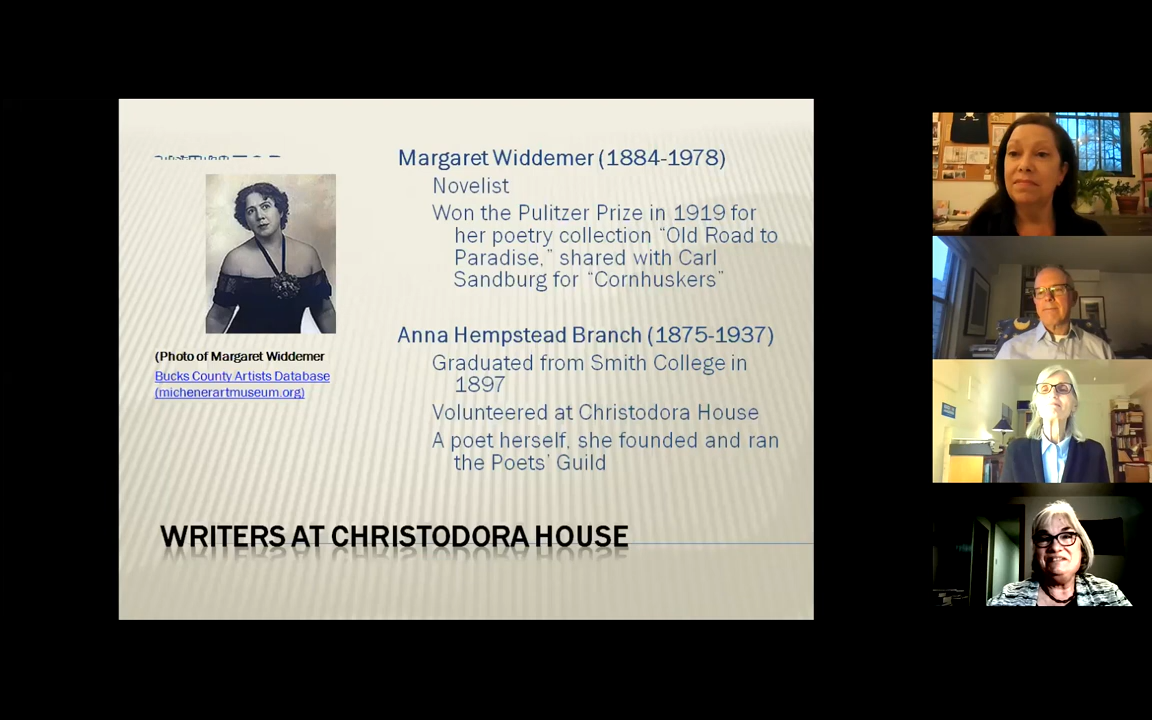 Margaret Widdemer (1884-1978)
Novelist
Won the Pulitzer Prize in 1919 for
her poetry collection “Old Road to
Paradise,” shared with Carl
Sandburg for “Cornhuskers”
Anna Hempstead Branch (1875-1937)
Graduated from Smith College in
1897
Volunteered at Christodora House
A poet herself, she founded and ran
the Poets’ Guild
(Photo of Margaret Widdemer
Bucks County Artists Database
(michenerartmuseum.org)
WRITERS AT CHRISTODORA HOUSE